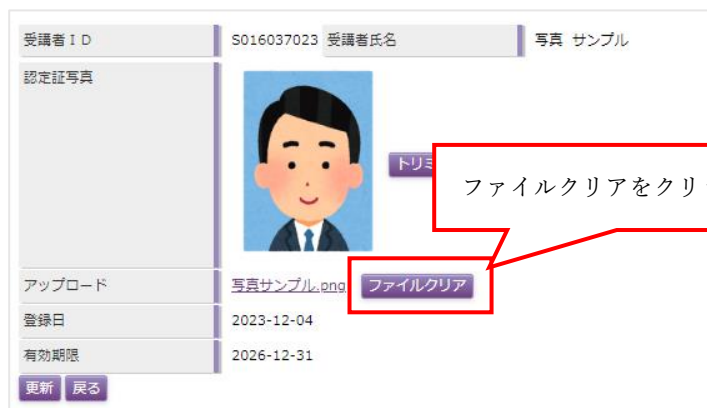 受講者ID S016037023 受講者氏名 写真 サンプル
認定証写真
トリミ
ファイルクリアをクリ
アップロード 写真サンプル.png ファイルクリア
登録日 2023-12-04
有効期限 2026-12-31
更新 戻る